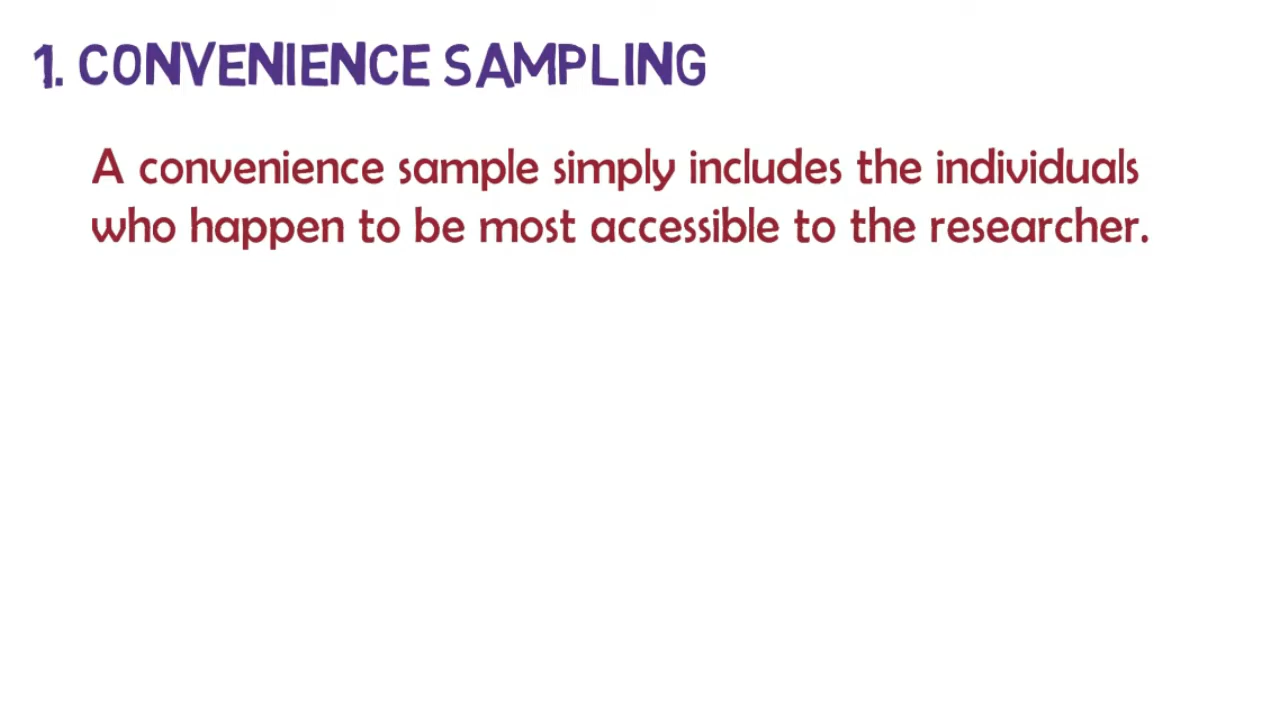 1. CONVENIENCE SAMPLING
A convenience sample simply includes the individuals
who happen to be most accessible to the researcher.